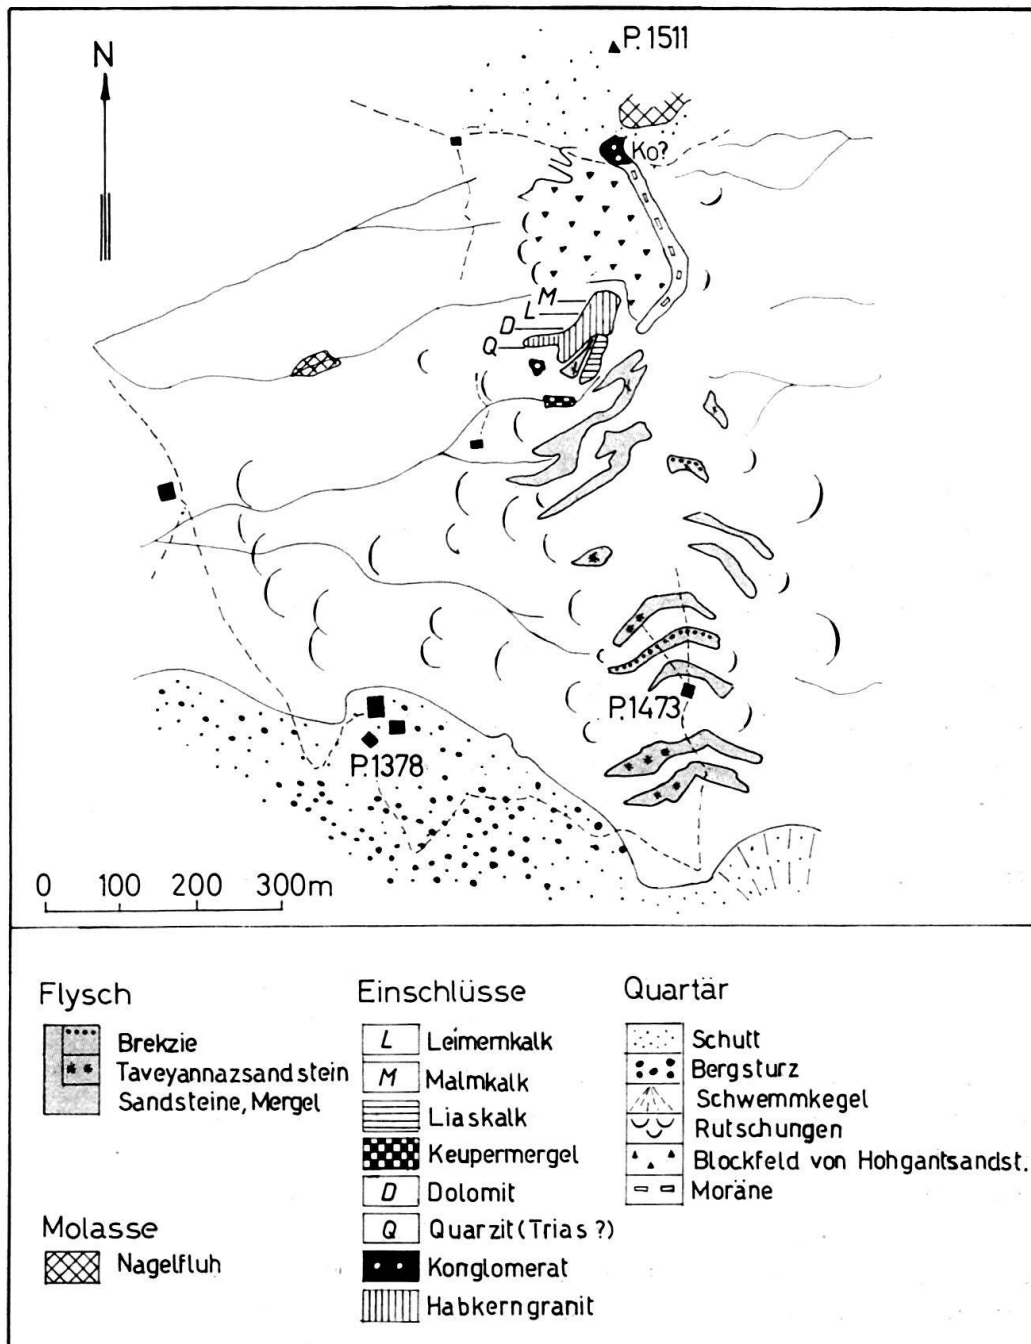 P. 1511
N
Ko?
M
L
D
Q
L
P. 1473
P. 1378
0 100 200 300m
Flysch
Brekzie
Taveyannazsandstein
Sandsteine, Mergel
Molasse
Nagelfluh
Einschlüsse
L Leimernkalk
M Malmkalk
Liaskalk
Keupermergel
D Dolomit
Q Quarzit (Trias ?)
Konglomerat
Habkerngranit
Quartär
Schutt
Bergsturz
Schwemmkegel
Rutschungen
Blockfeld von Hohgantsandst.
Moräne